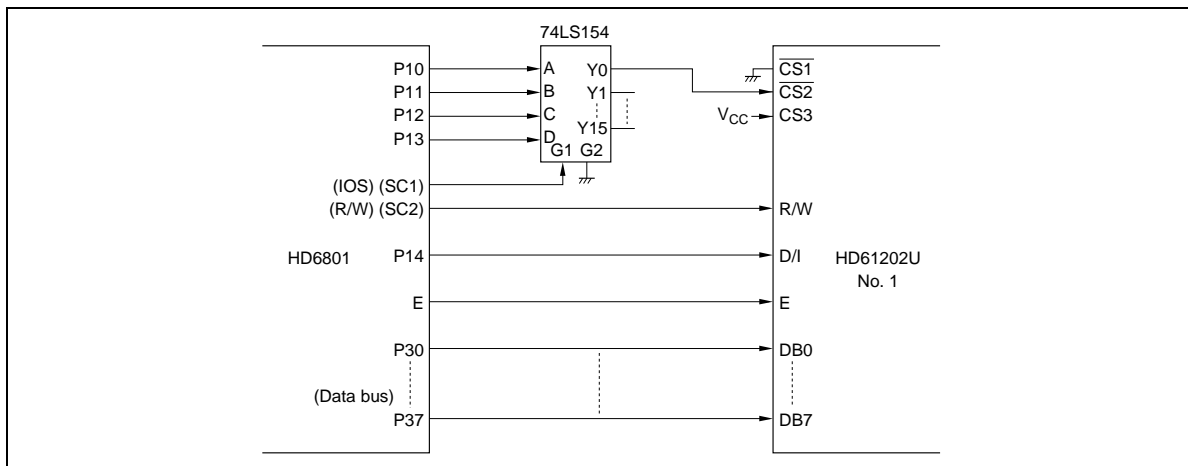 74LS154
P10
A
Y0
CS1
P11
B
Y1
CS2
P12
C
VCC
CS3
P13
D
Y15
G1 G2
(IOS) (SC1)
(R/W) (SC2)
R/W
HD6801
P14
D/I
HD61202U
No. 1
E
E
P30
DB0
(Data bus)
P37
DB7